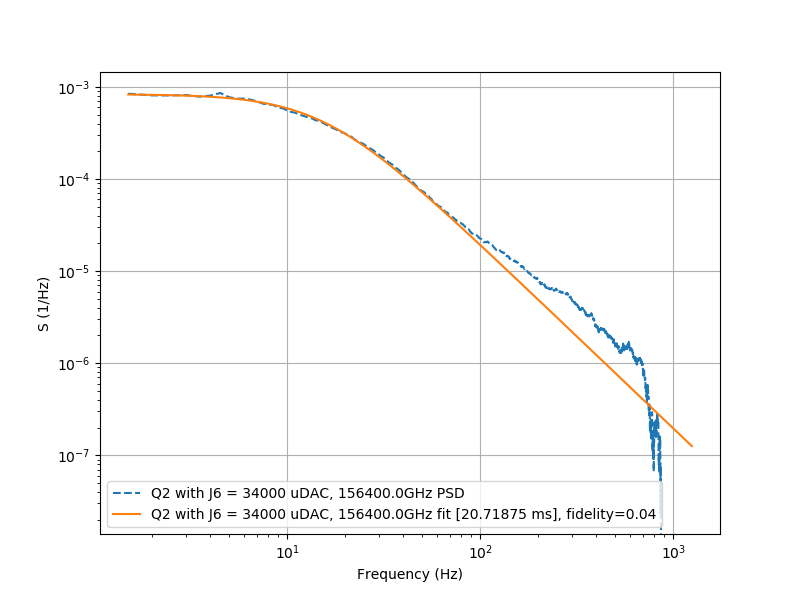 10⁻³
10⁻⁴
10⁻⁵
10⁻⁶
10⁻⁷
S (1/Hz)
Q2 with J6 = 34000 uDAC, 156400.0GHz PSD
Q2 with J6 = 34000 uDAC, 156400.0GHz fit [20.71875 ms], fidelity=0.04
10¹ 10² 10³
Frequency (Hz)